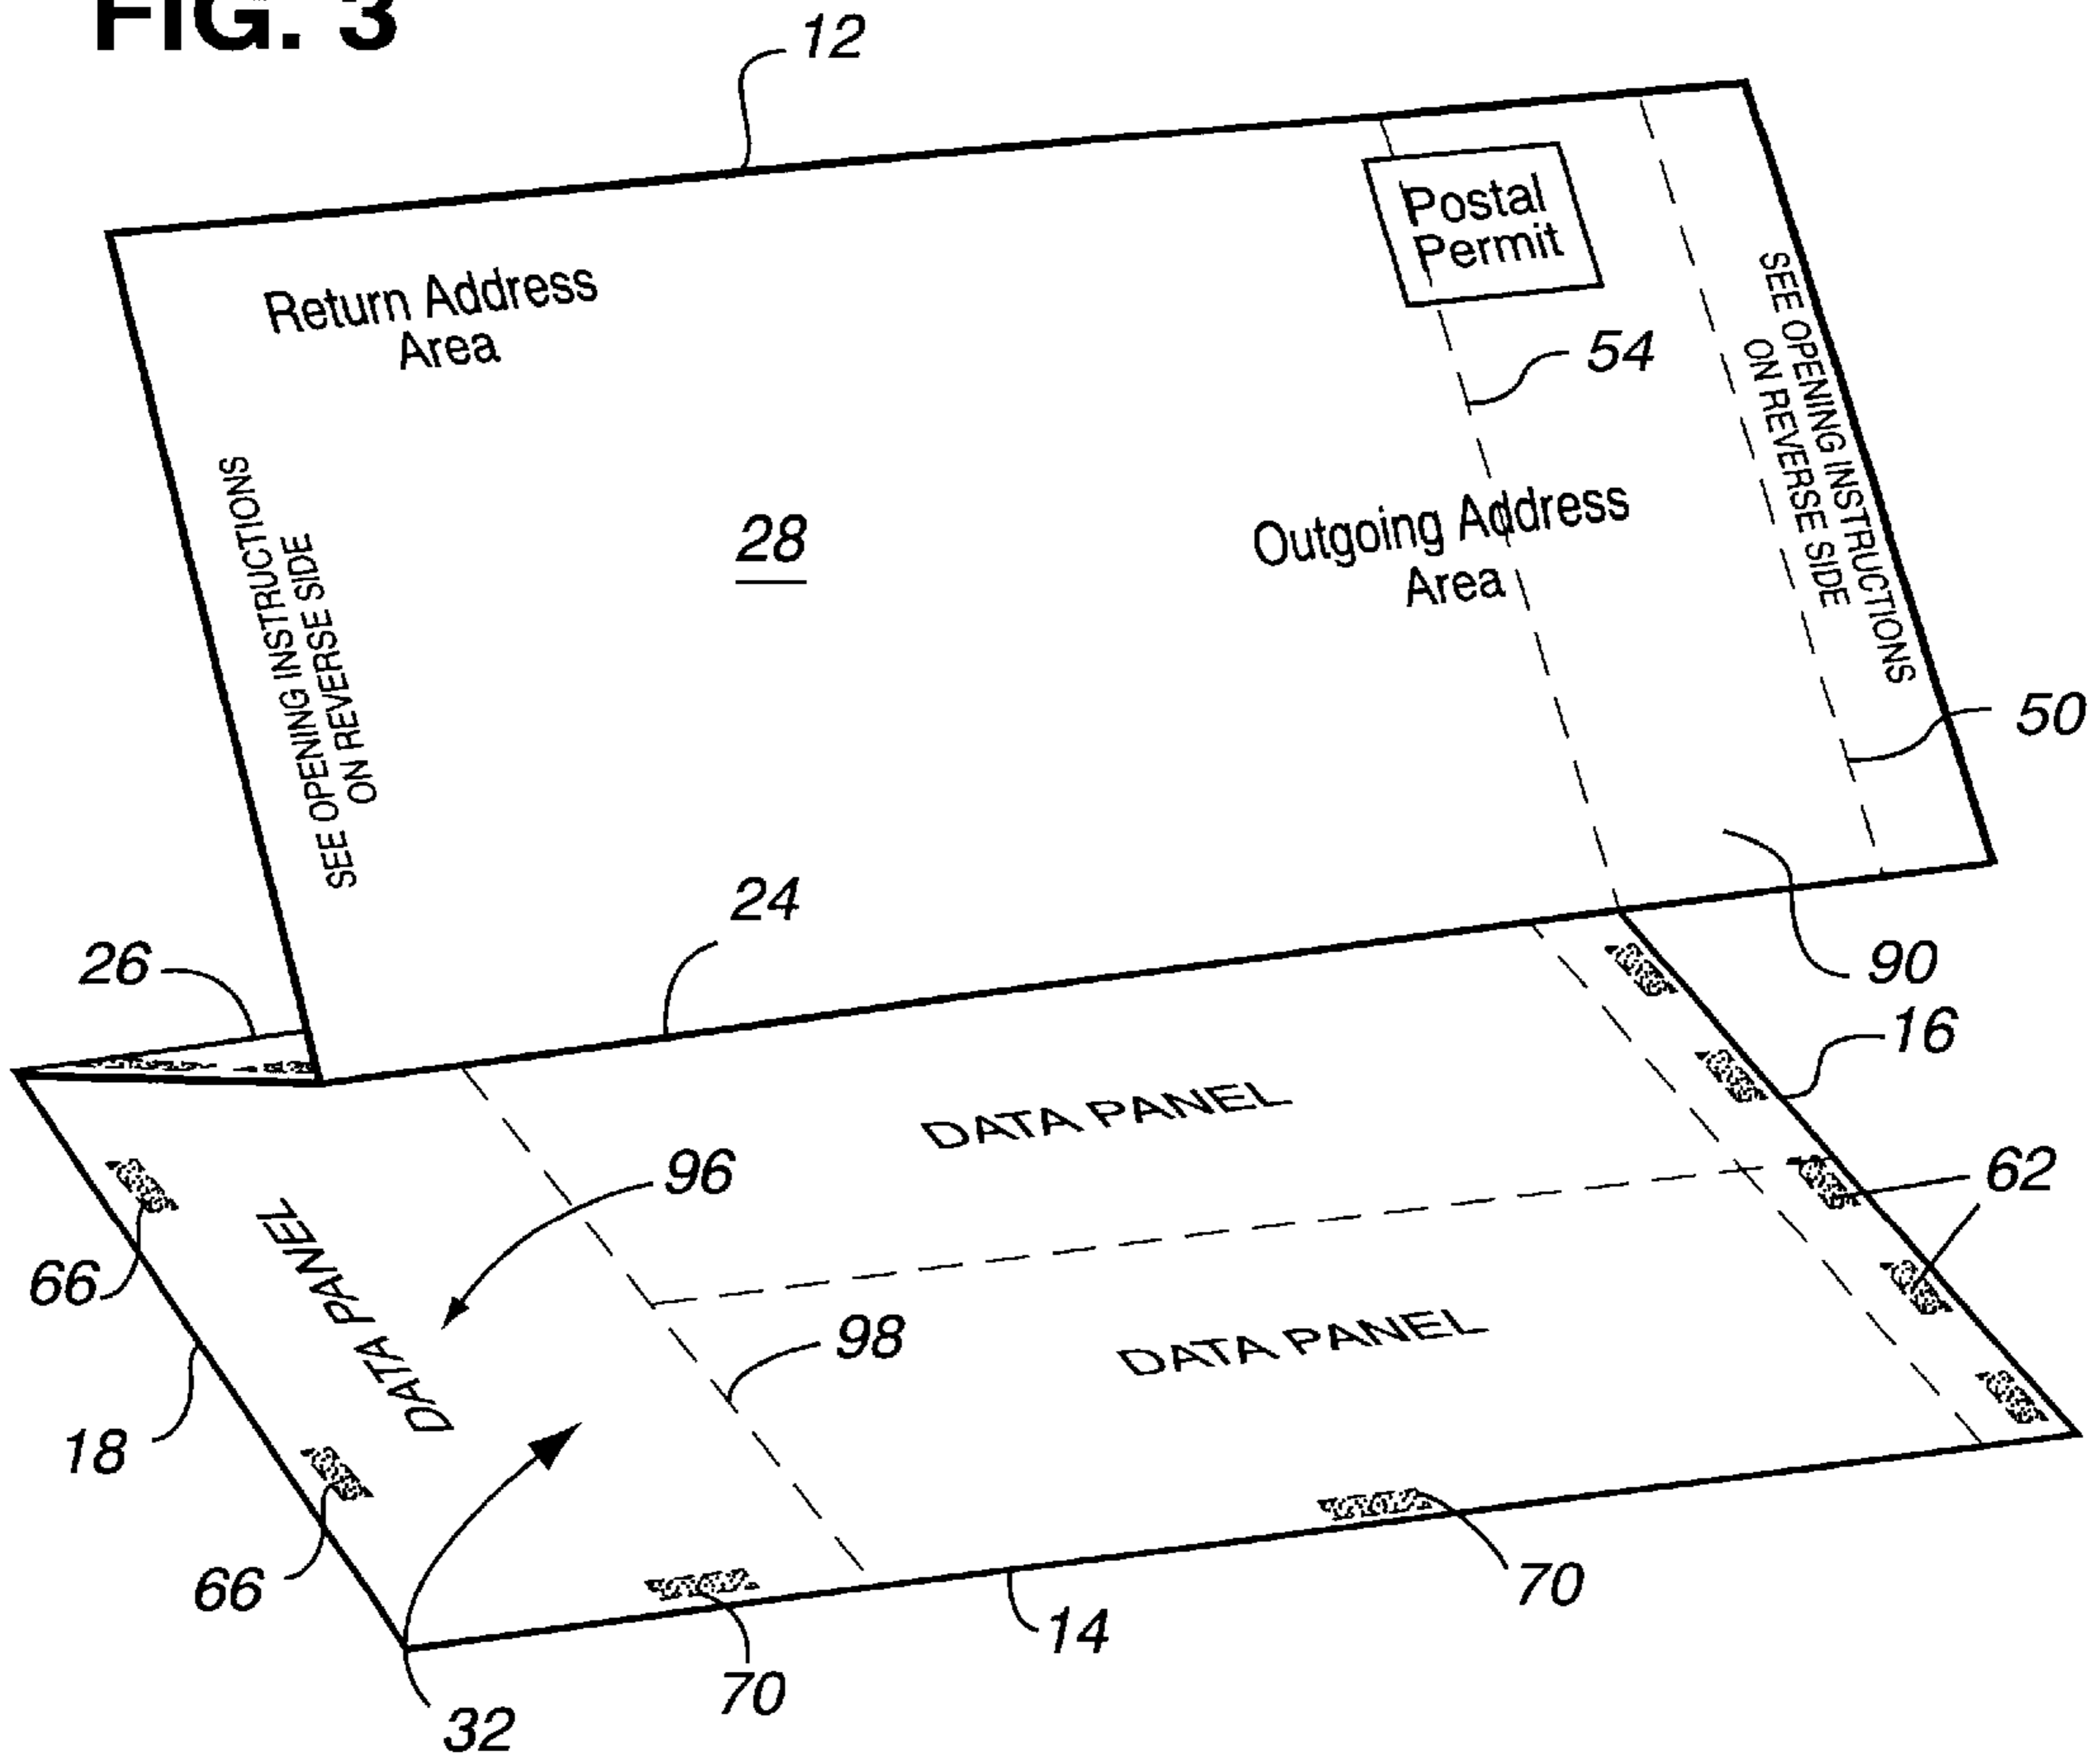 FIG. 3
12
Postal
Permit
Return Address
Area
54
SEE OPENING INSTRUCTIONS
ON REVERSE SIDE
SEE OPENING INSTRUCTIONS
ON REVERSE SIDE
28
Outgoing Address
Area
50
24
26
90
16
DATA PANEL
96
62
66
DATA PANEL
98
DATA PANEL
18
66
70
14
70
32